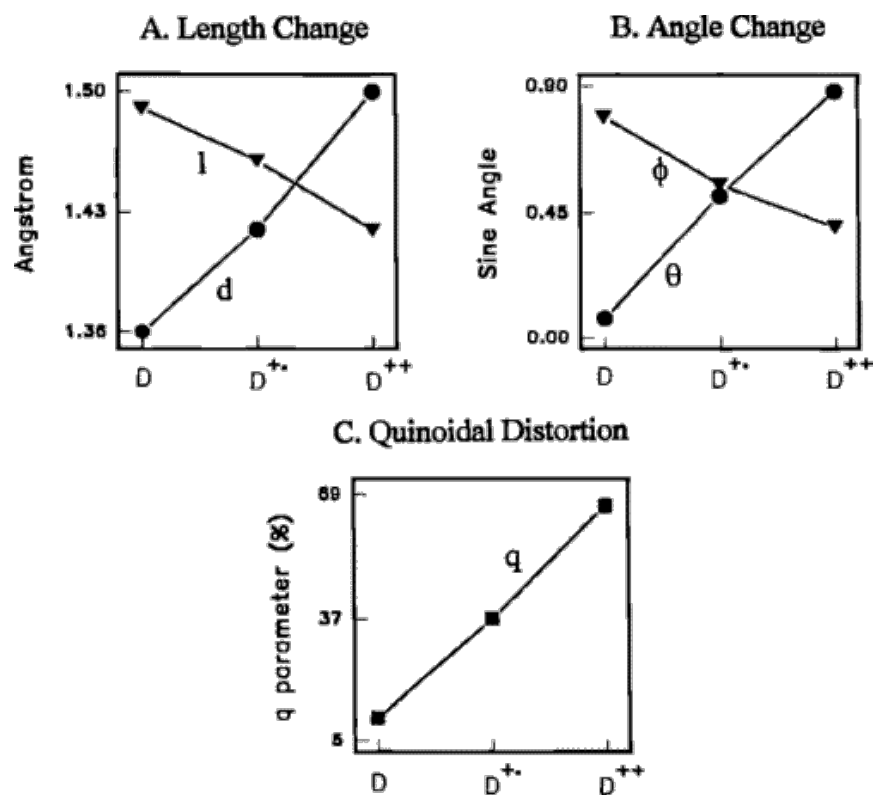 A. Length Change
1.50
1.43
1.36
Angstrom
l
d
D
D+·
D++
B. Angle Change
0.90
0.45
0.00
Sine Angle
ϕ
θ
D
D+·
D++
C. Quinoidal Distortion
69
37
5
q parameter (%)
q
D
D+·
D++